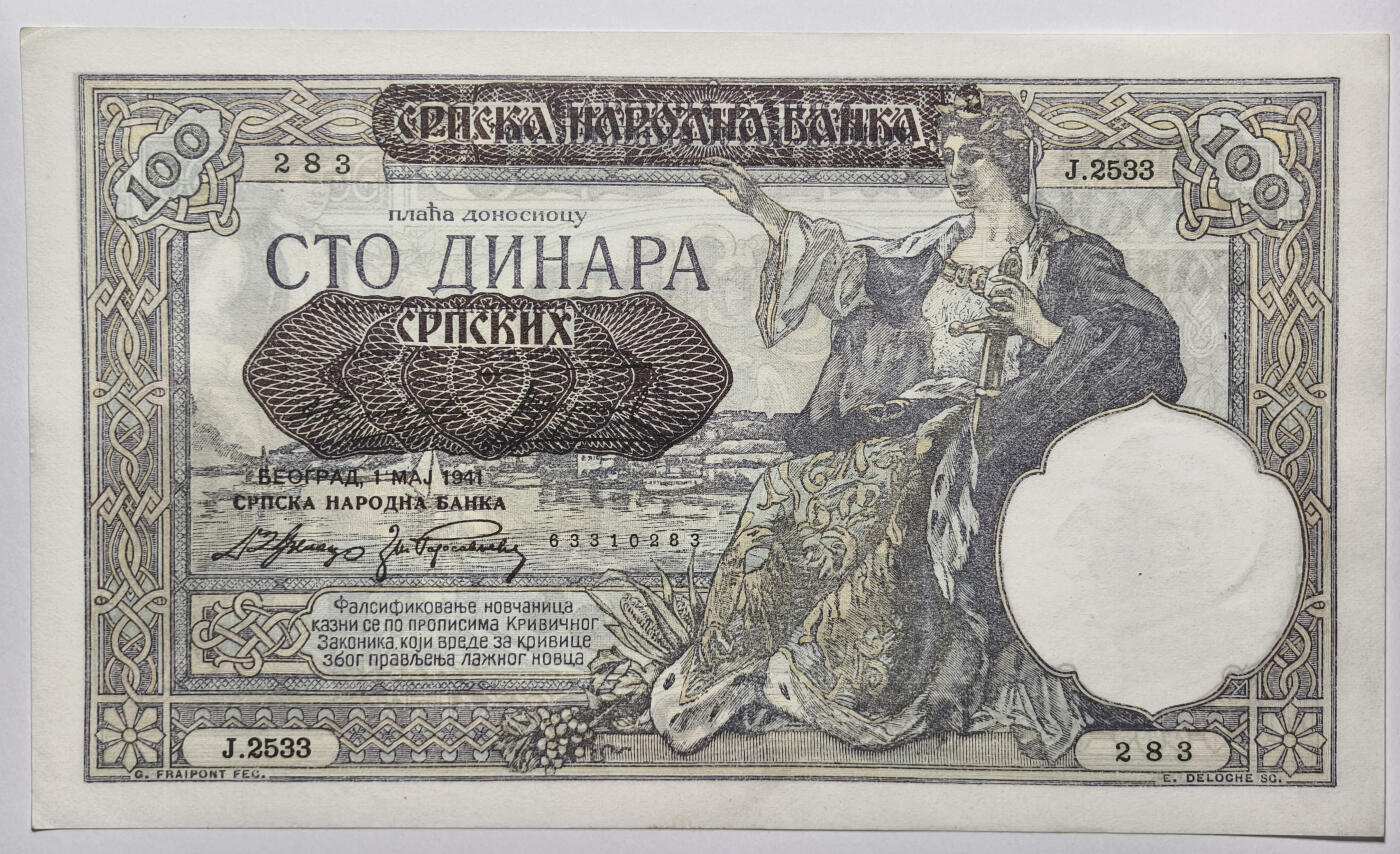 100
СРПСКА НАРОДНА БАНКА
100
283
J.2533
плаћа доносиоцу
СТО ДИНАРА
СРПСКИХ
БЕОГРАД, 1 МАЈ 1941
СРПСКА НАРОДНА БАНКА
63310283
Фалсификовање новчаница
казни се по прописима Кривичног
Законика, који вреде за кривице
због прављења лажног новца
J.2533
283
G. FRAIPONT FEC.
E. DELOCHE SC.